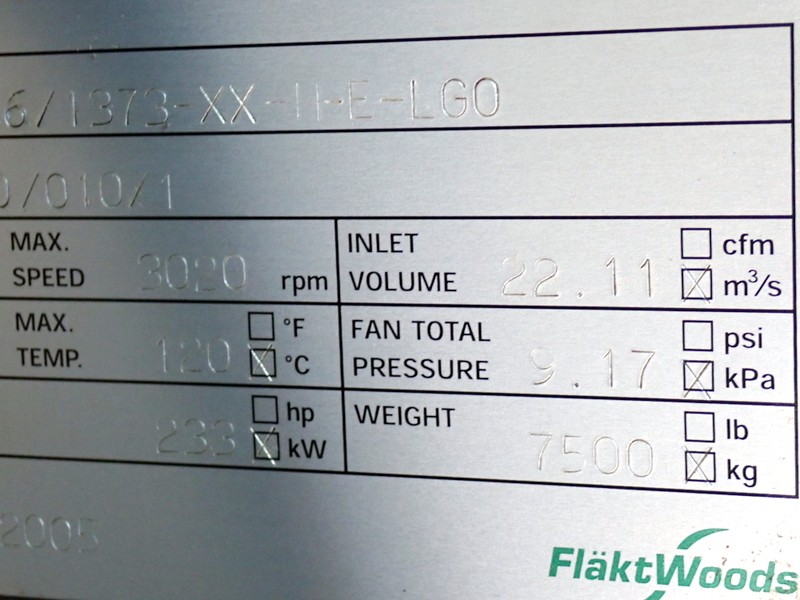 6/1373-XX-11-E-LGO
0/010/1
MAX. SPEED 3020 rpm
INLET VOLUME 22.11 cfm m³/s
MAX. TEMP. 120 °F °C
FAN TOTAL PRESSURE 9.17 psi kPa
233 hp kW
WEIGHT 7500 lb kg
2005
FläktWoods